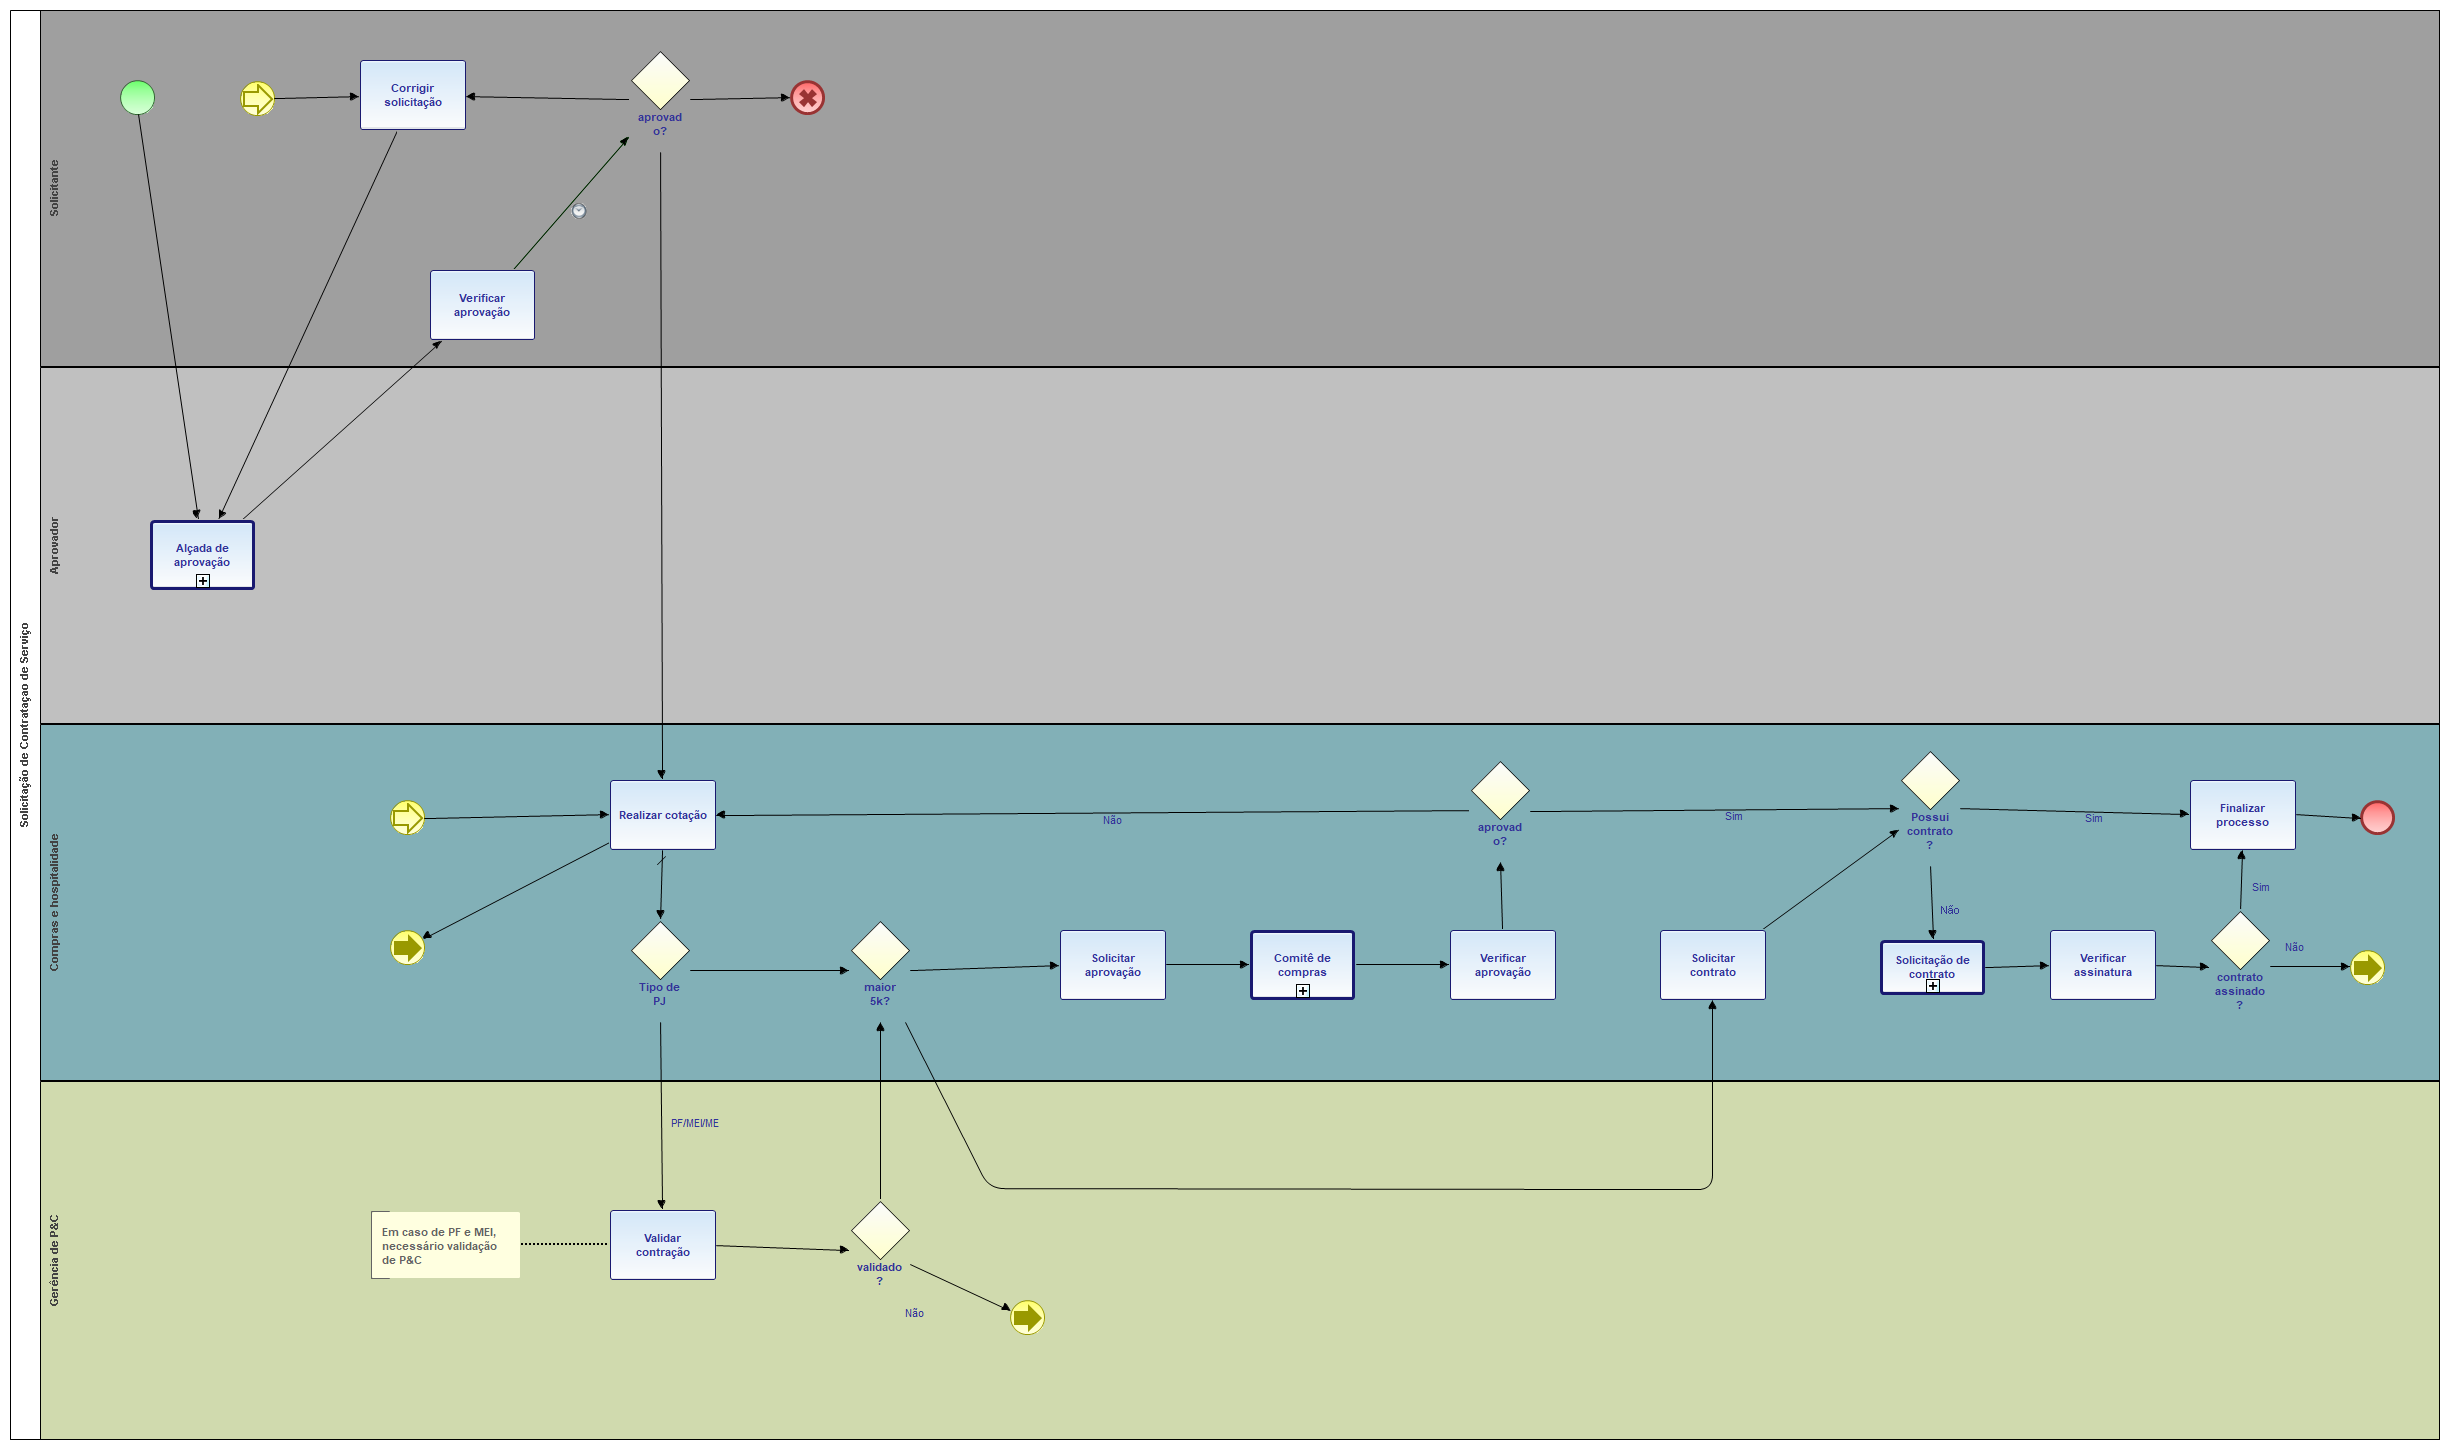 Solicitação de Contrataçao de Serviço
Solicitante
Corrigir
solicitação
aprovad
o?
Verificar
aprovação
Aprovador
Alçada de
aprovação
Compras e hospitalidade
Realizar cotação
Não
aprovad
o?
Sim
Possui
contrato
?
Sim
Finalizar
processo
Sim
Não
Tipo de
PJ
maior
5k?
Solicitar
aprovação
Comitê de
compras
Verificar
aprovação
Solicitar
contrato
Solicitação de
contrato
Verificar
assinatura
contrato
assinado
?
Não
Gerência de P&C
PF/MEI/ME
Em caso de PF e MEI,
necessário validação
de P&C
Validar
contração
validado
?
Não